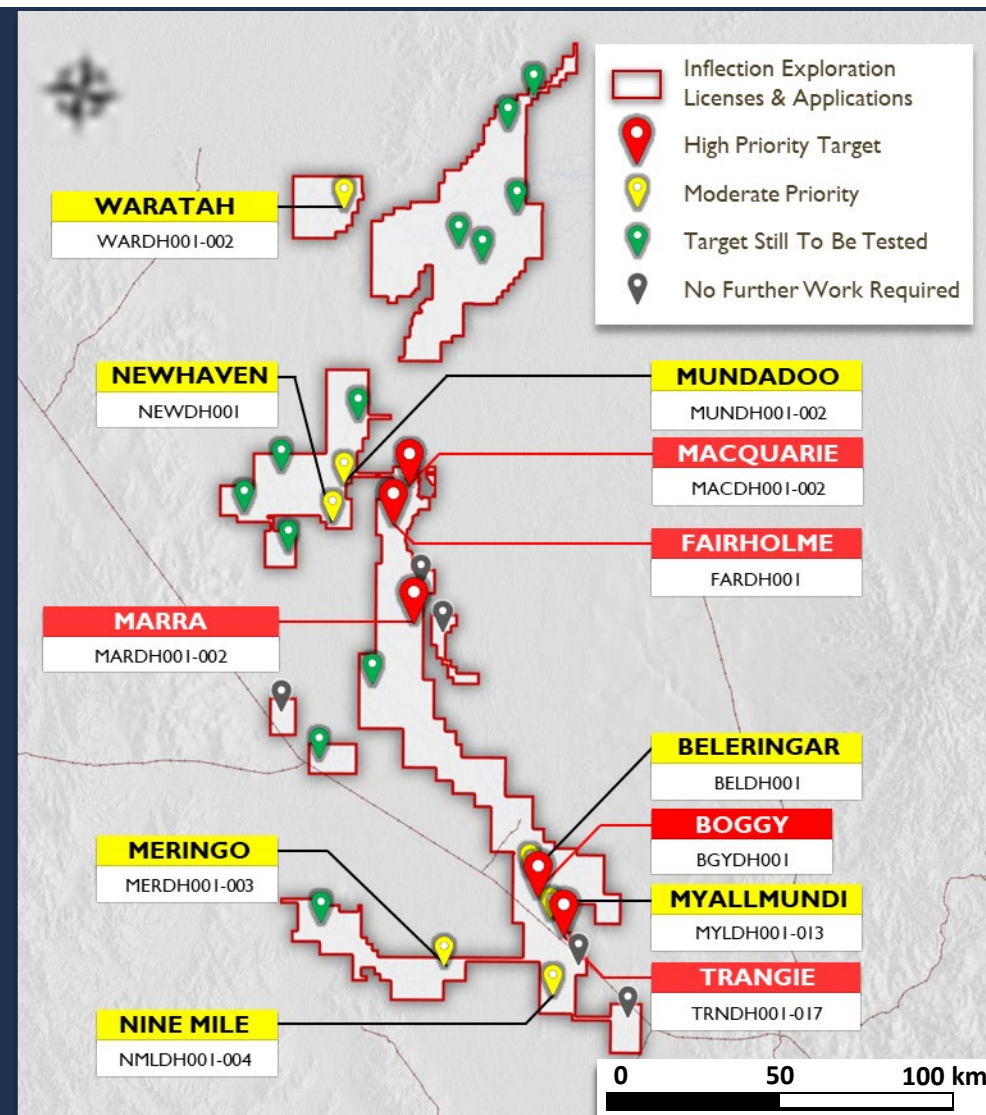 Inflection Exploration
Licenses & Applications
High Priority Target
Moderate Priority
Target Still To Be Tested
No Further Work Required
WARATAH
WARDH001-002
NEWHAVEN
NEWDH001
MUNDADOO
MUNDH001-002
MACQUARIE
MACDH001-002
FAIRHOLME
FARDH001
MARRA
MARDH001-002
BELERINGAR
BELDH001
BOGGY
BGYDH001
MERINGO
MERDH001-003
MYALLMUNDI
MYLDH001-013
TRANGIE
TRNDH001-017
NINE MILE
NMLDH001-004
0 50 100 km